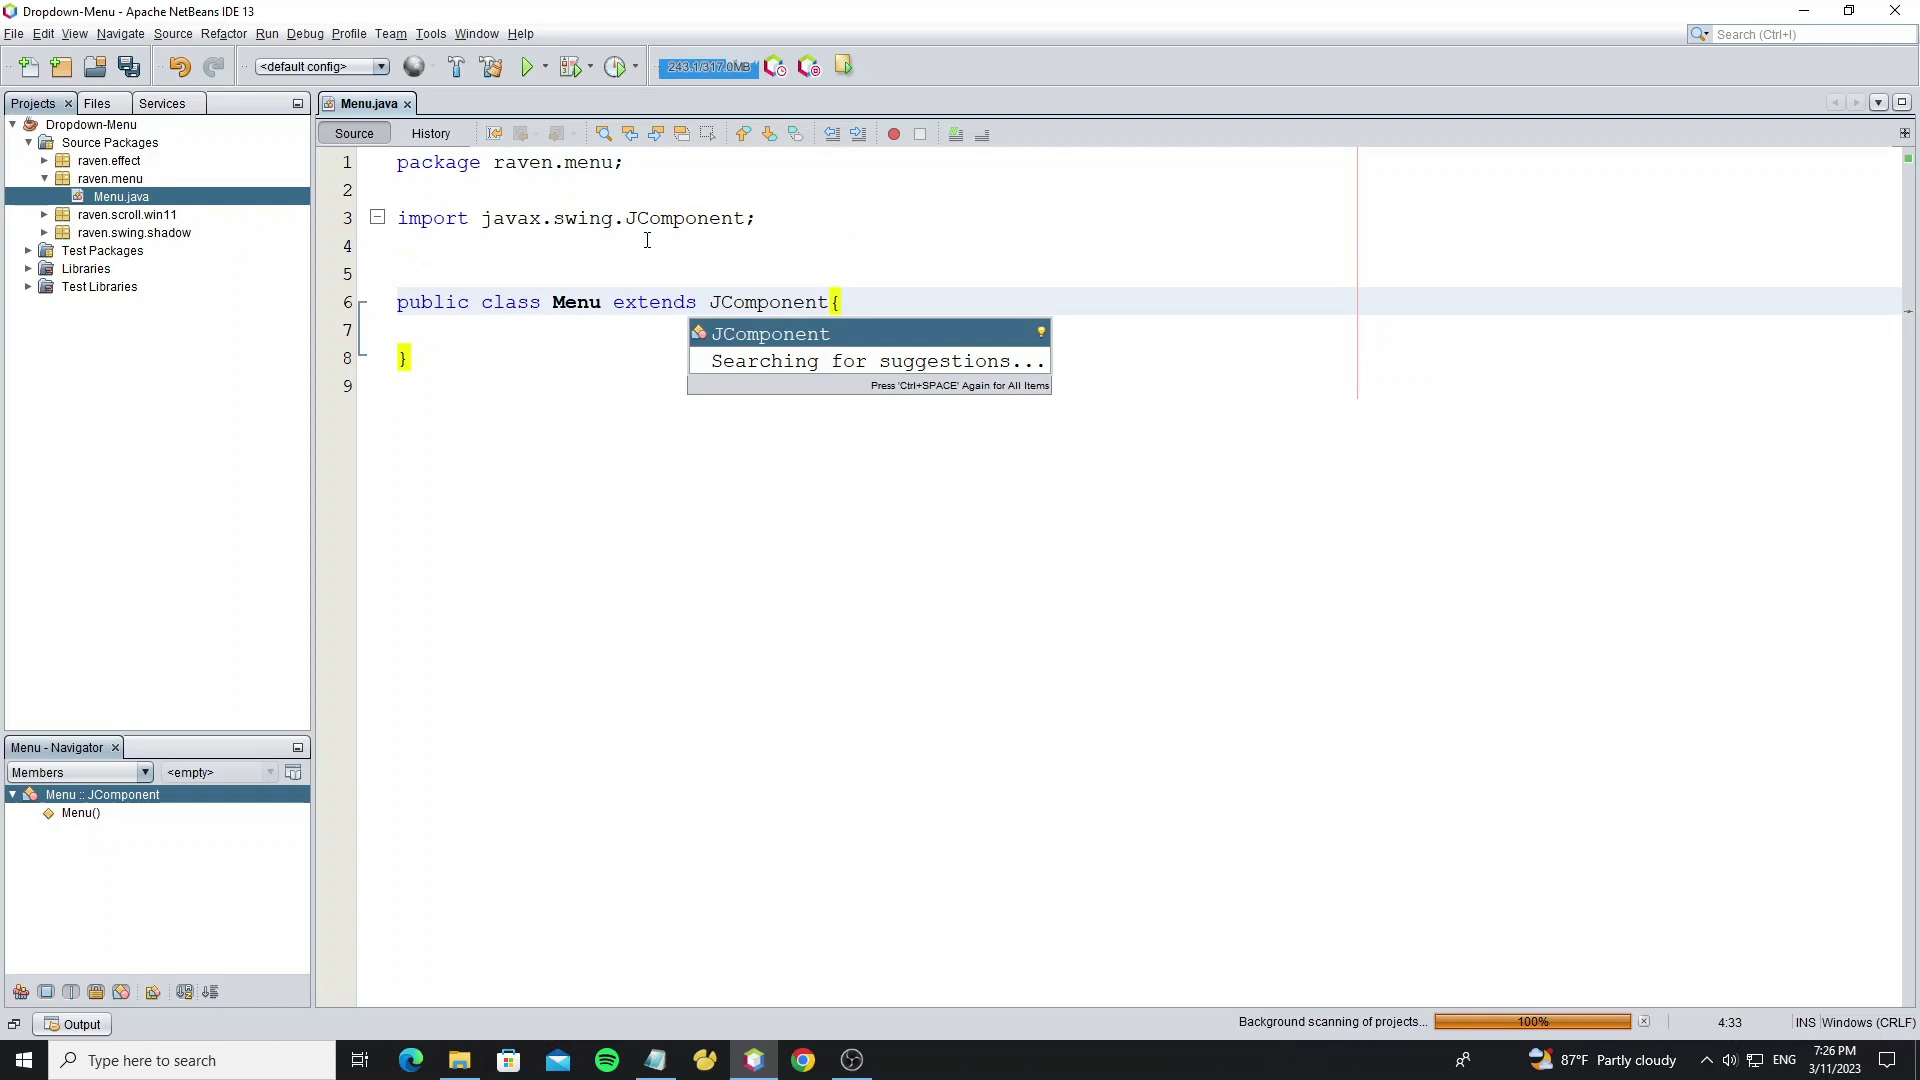 Dropdown-Menu - Apache NetBeans IDE 13
File Edit View Navigate Source Refactor Run Debug Profile Team Tools Window Help
Search (Ctrl+I)
<default config>
243.1/317.0MB
Projects Files Services
Menu.java
Dropdown-Menu
Source Packages
raven.effect
raven.menu
Menu.java
raven.scroll.win11
raven.swing.shadow
Test Packages
Libraries
Test Libraries
Source History
1 package raven.menu;
2
3 import javax.swing.JComponent;
4
5
6 public class Menu extends JComponent{
7
8 }
9
JComponent
Searching for suggestions...
Press 'Ctrl+SPACE' Again for All Items
Menu - Navigator
Members <empty>
Menu :: JComponent
Menu()
Output
Background scanning of projects... 100% 4:33 INS Windows (CRLF)
Type here to search
87°F Partly cloudy
ENG
7:26 PM
3/11/2023